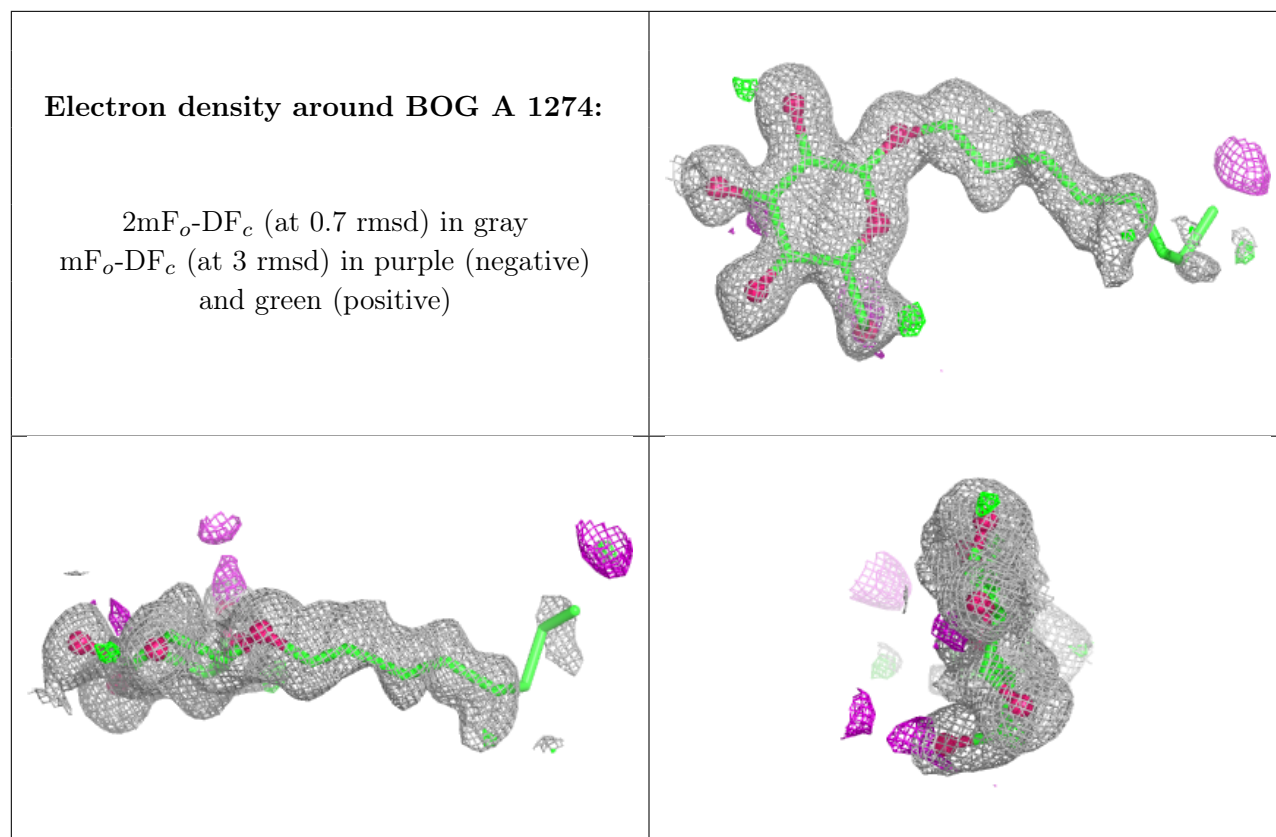 Electron density around BOG A 1274:
2mFo-DFc (at 0.7 rmsd) in gray
mFo-DFc (at 3 rmsd) in purple (negative)
and green (positive)